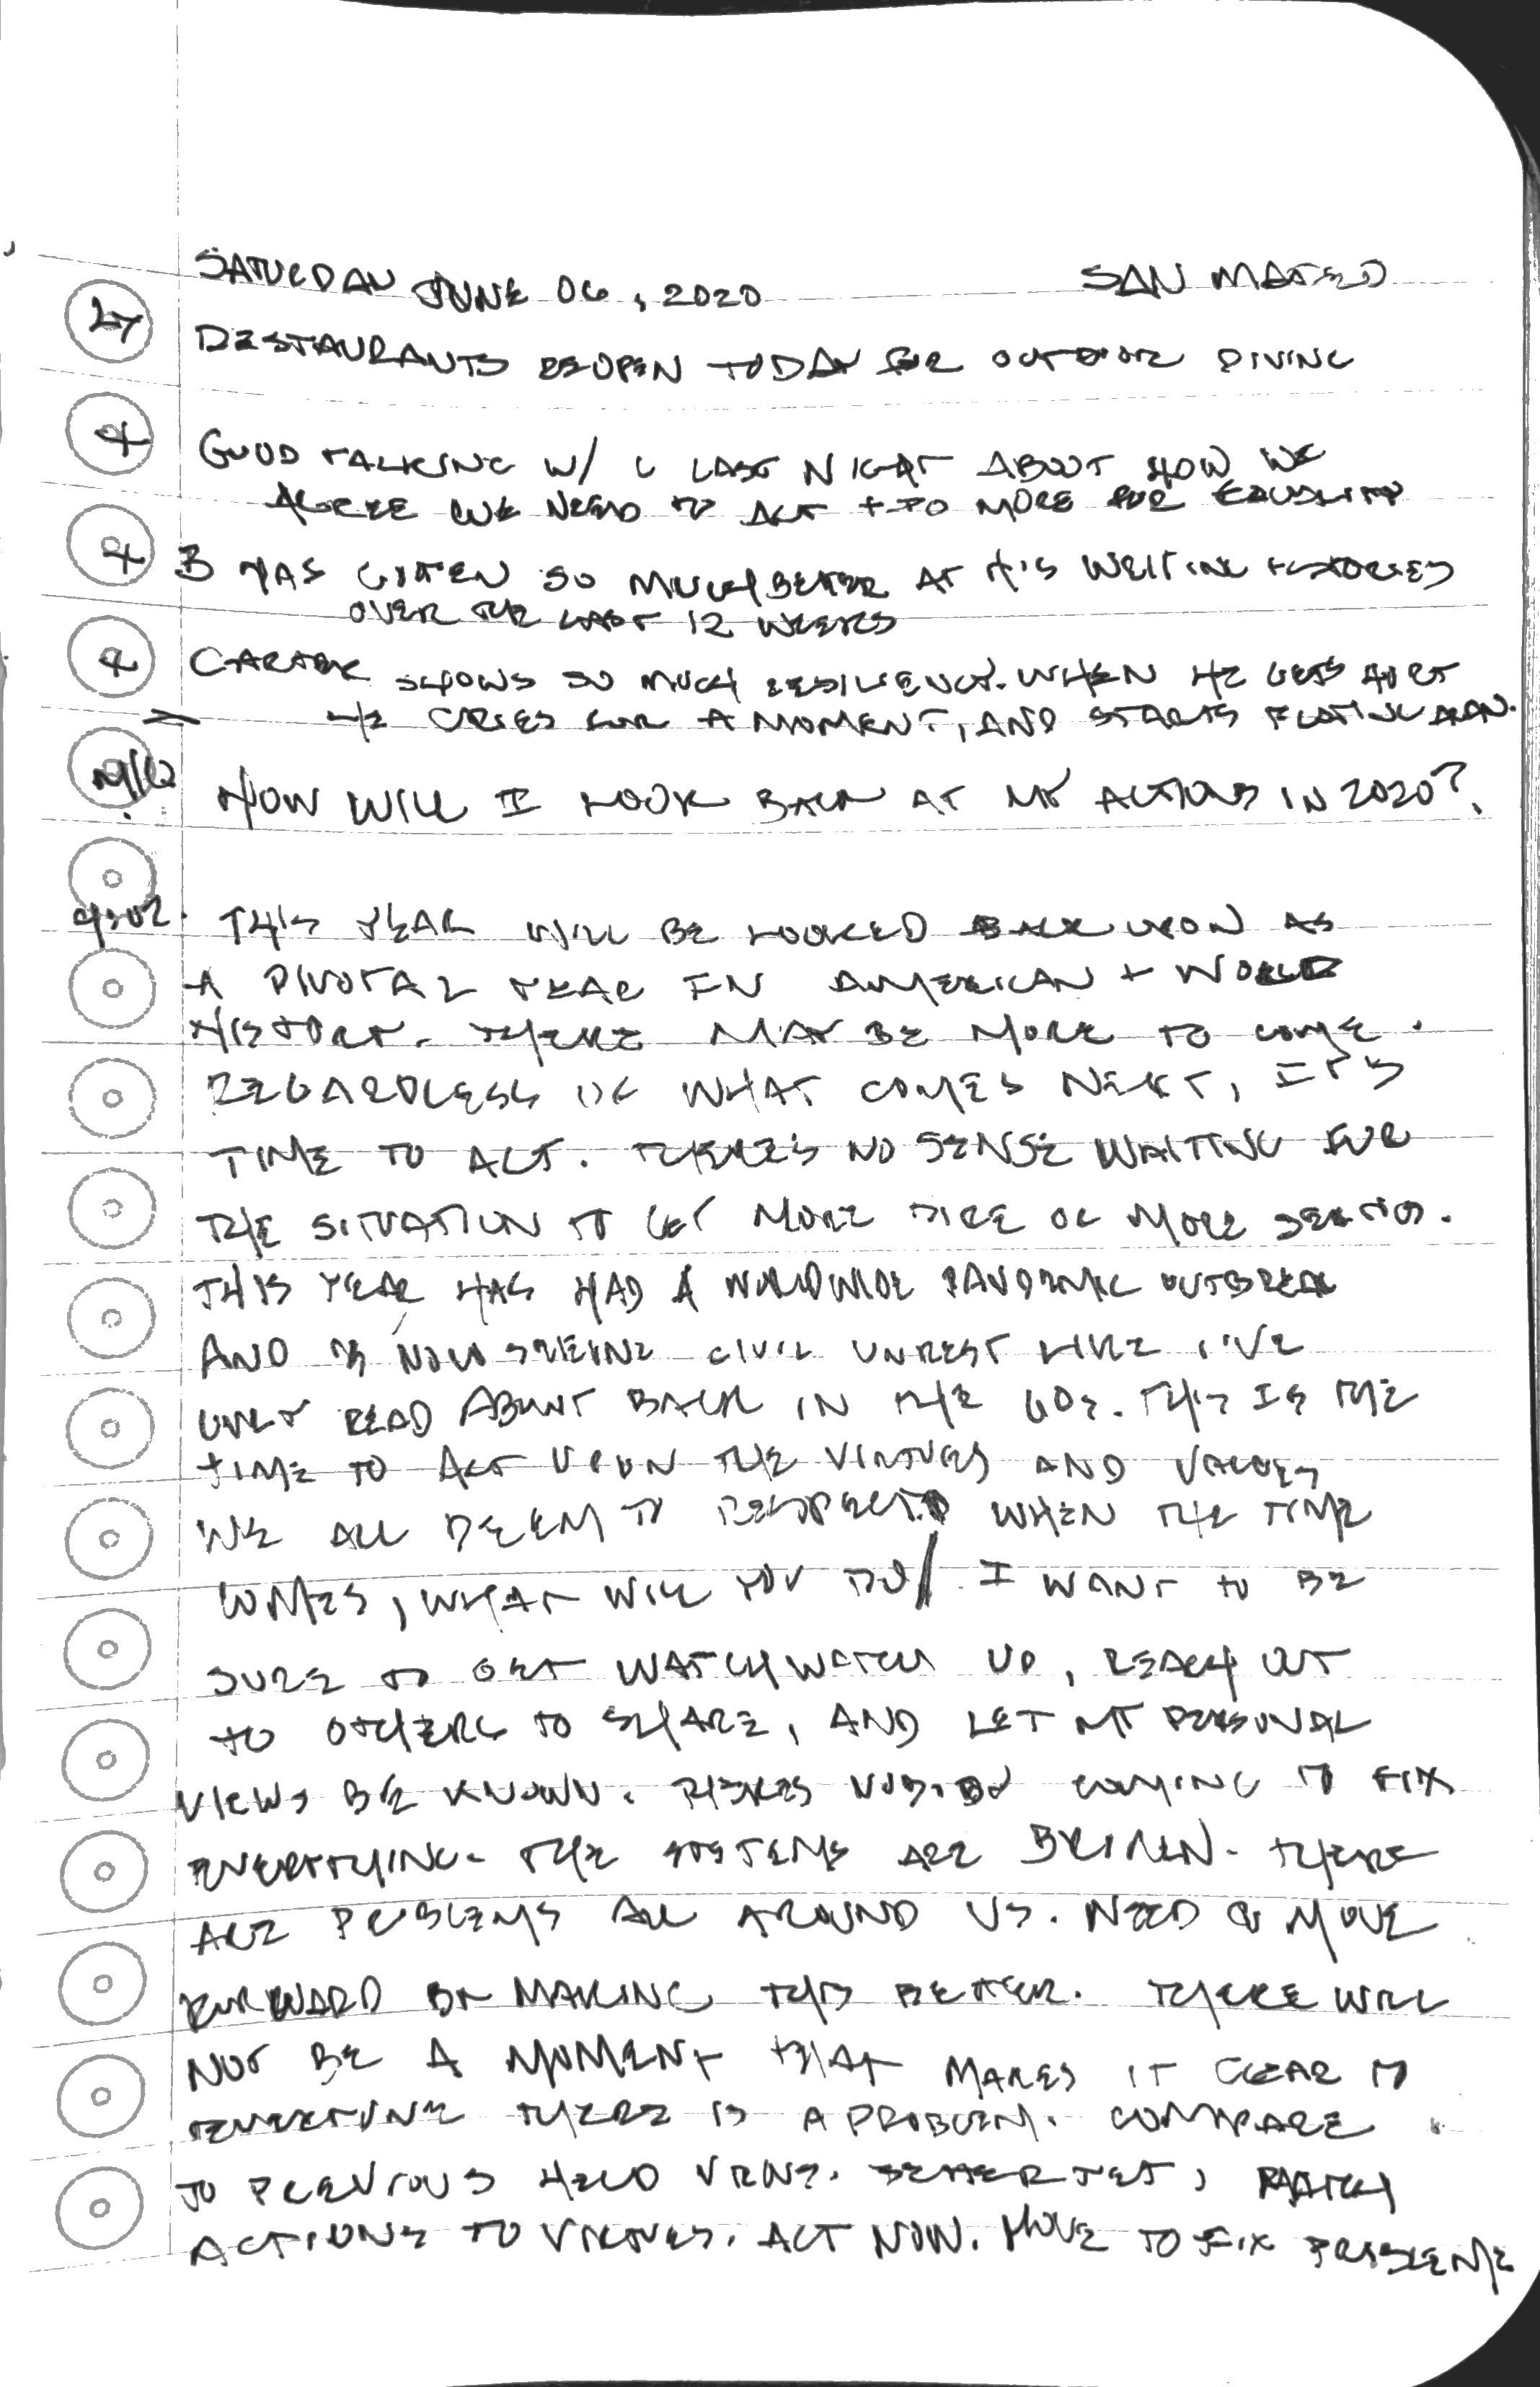 SATURDAY JUNE 06, 2020 SAN MATEO
RESTAURANTS REOPEN TODAY FOR OUTDOOR DINING
+ GOOD TALKING W/ L LAST NIGHT ABOUT HOW WE
AGREE WE NEED TO ACT + DO MORE FOR EQUALITY
+ B HAS GOTTEN SO MUCH BETTER AT HIS WRITING + STORIES
OVER THE LAST 12 WEEKS
+ CARTER SHOWS SO MUCH RESILIENCY. WHEN HE GETS HURT
HE CRIES FOR A MOMENT, AND STARTS PLAYING AGAIN.
HOW WILL I LOOK BACK AT MY ACTIONS IN 2020?
9:02. THIS YEAR WILL BE LOOKED BACK UPON AS
A PIVOTAL YEAR IN AMERICAN + WORLD
HISTORY. THERE MAY BE MORE TO COME.
REGARDLESS OF WHAT COMES NEXT, IT'S
TIME TO ACT. THERE'S NO SENSE WAITING FOR
THE SITUATION TO GET MORE DIRE OR MORE SERIOUS.
THIS YEAR HAS HAD A WORLDWIDE PANDEMIC OUTBREAK
AND IS NOW SEEING CIVIL UNREST LIKE I'VE
ONLY READ ABOUT BACK IN THE 60s. THIS IS THE
TIME TO ACT UPON THE VIRTUES AND VALUES
WE ALL DEEM TO RESPECT. WHEN THE TIME
COMES, WHAT WILL YOU DO? I WANT TO BE
SURE TO GET WATCHWATCH UP, REACH OUT
TO OTHERS TO SHARE, AND LET MY PERSONAL
VIEWS BE KNOWN. THERE'S NOBODY COMING TO FIX
EVERYTHING. THE SYSTEMS ARE BROKEN. THERE
ARE PROBLEMS ALL AROUND US. NEED TO MOVE
FORWARD BY MAKING THIS BETTER. THERE WILL
NOT BE A MOMENT THAT MAKES IT CLEAR TO
EVERYONE THERE IS A PROBLEM. COMPARE
TO PREVIOUS HELD VIEWS. BETTER YET, MATCH
ACTIONS TO VIRTUES. ACT NOW. MOVE TO FIX PROBLEMS